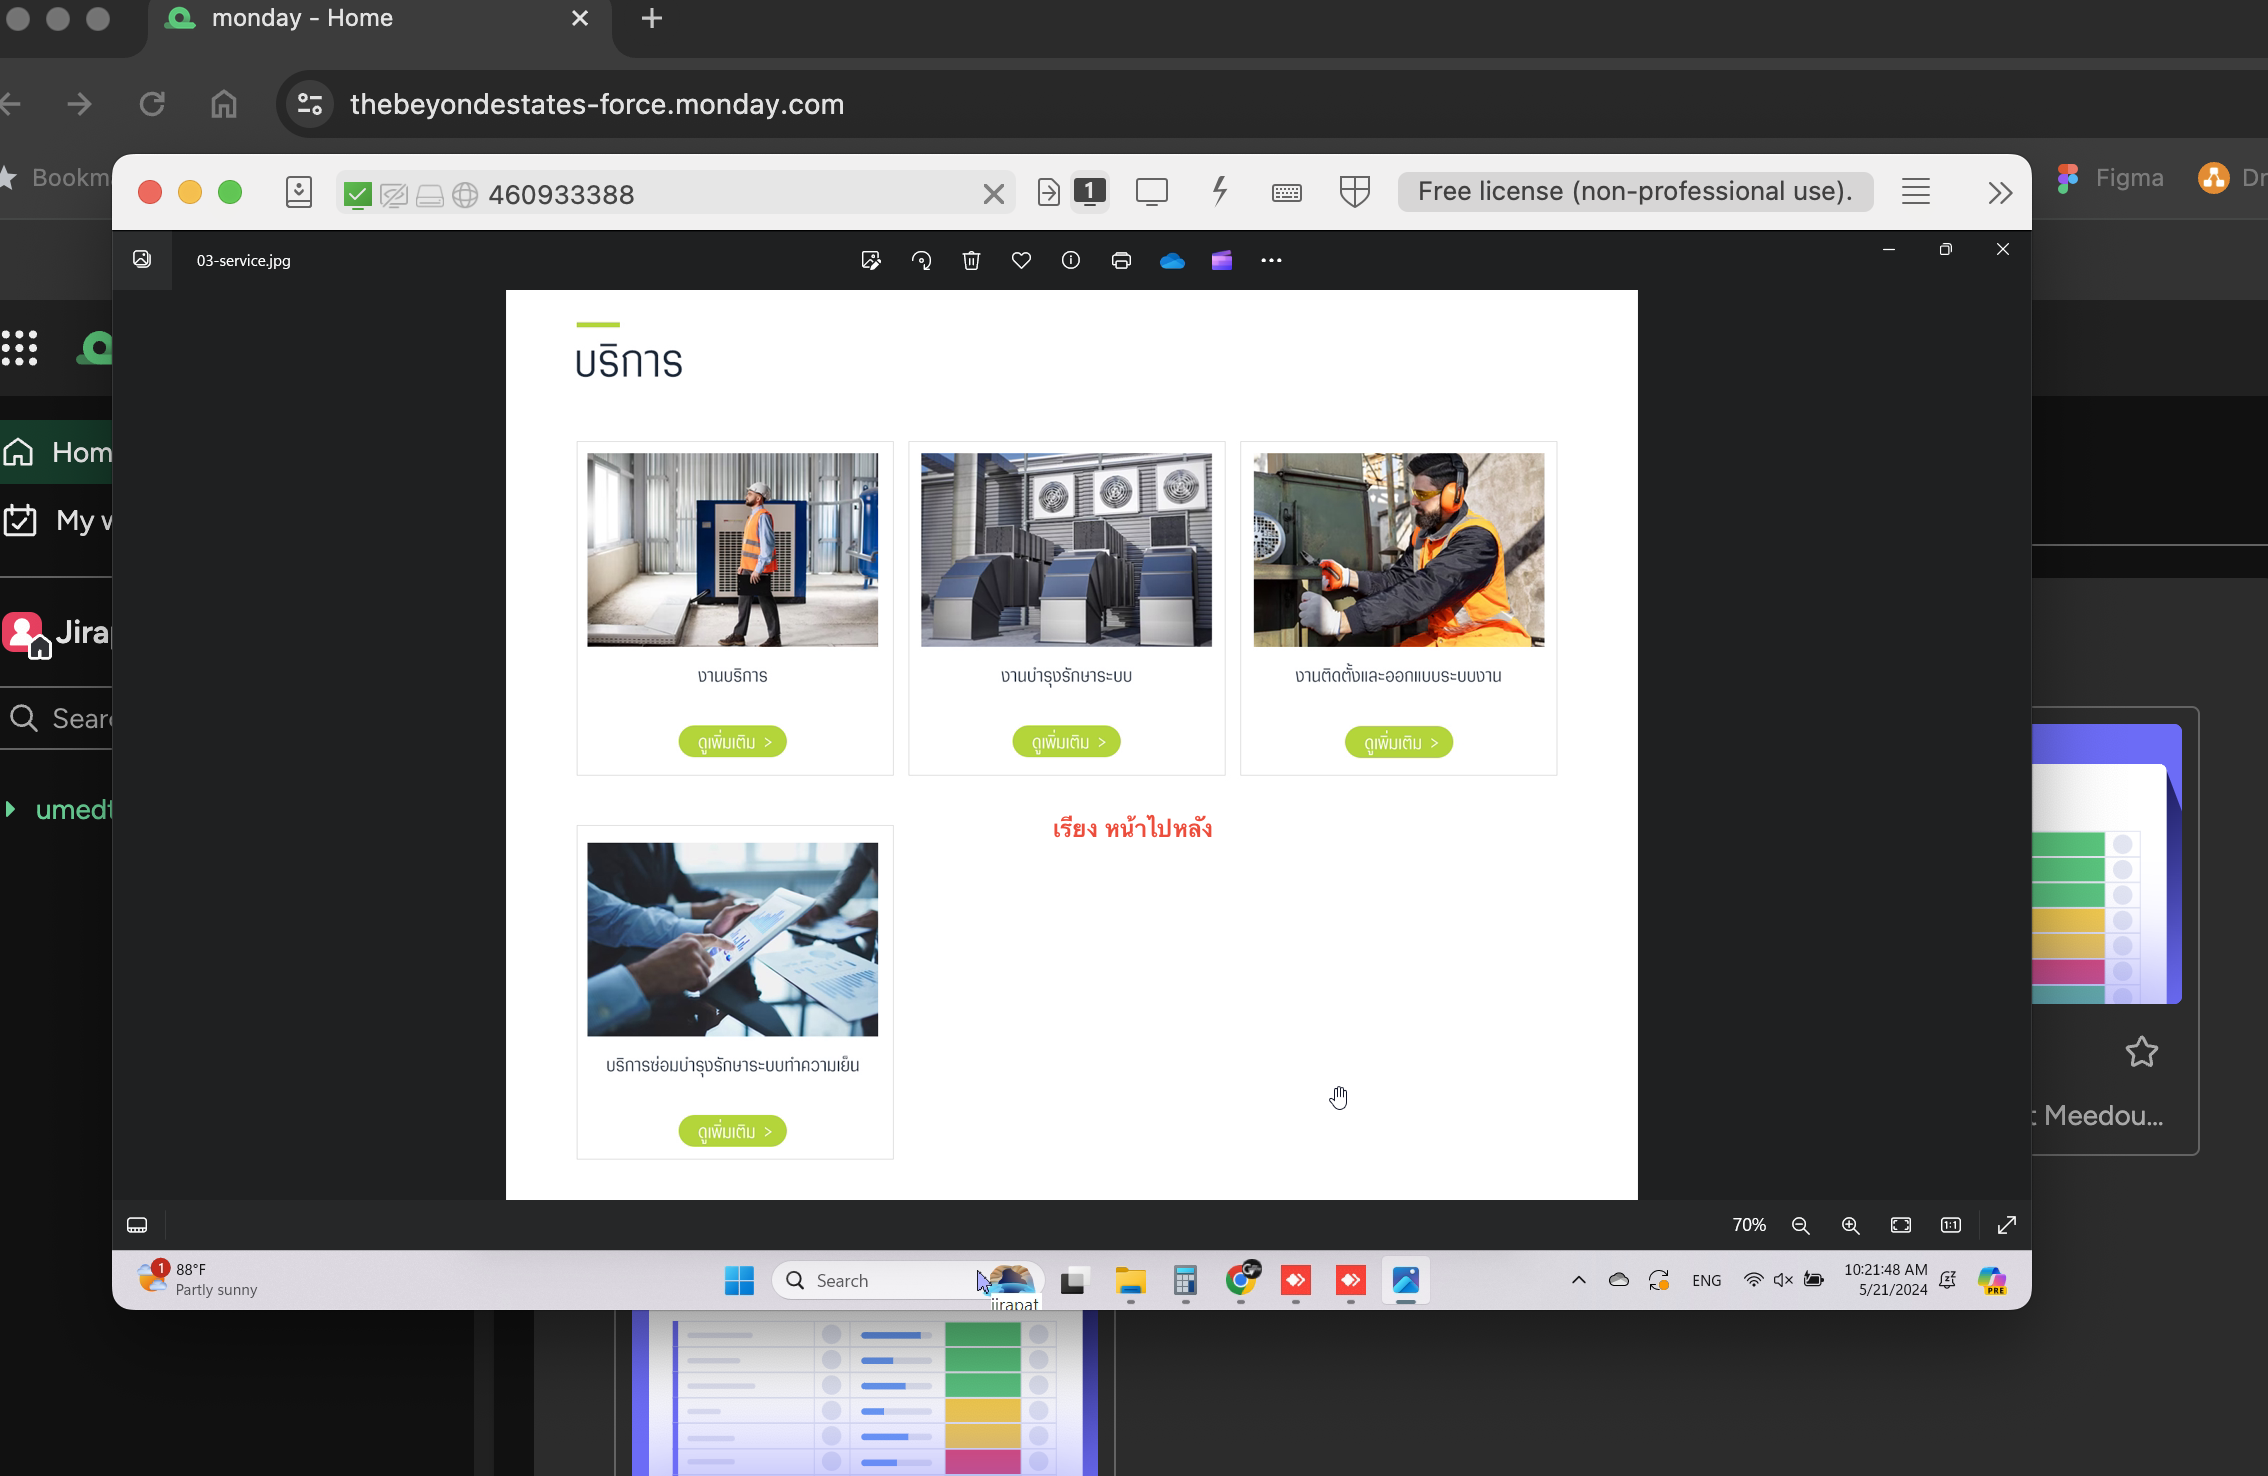 monday - Home
thebeyondestates-force.monday.com
Bookm
Figma
Dr
460933388
1
Free license (non-professional use).
03-service.jpg
บริการ
Hom
My w
Jira
Sear
umedt
งานบริการ
งานบำรุงรักษาระบบ
งานติดตั้งและออกแบบระบบงาน
ดูเพิ่มเติม >
ดูเพิ่มเติม >
ดูเพิ่มเติม >
เรียง หน้าไปหลัง
บริการซ่อมบำรุงรักษาระบบทำความเย็น
ดูเพิ่มเติม >
Meedou...
70%
1:1
1
88°F
Partly sunny
Search
jirapat
ENG
10:21:48 AM
5/21/2024
PRE